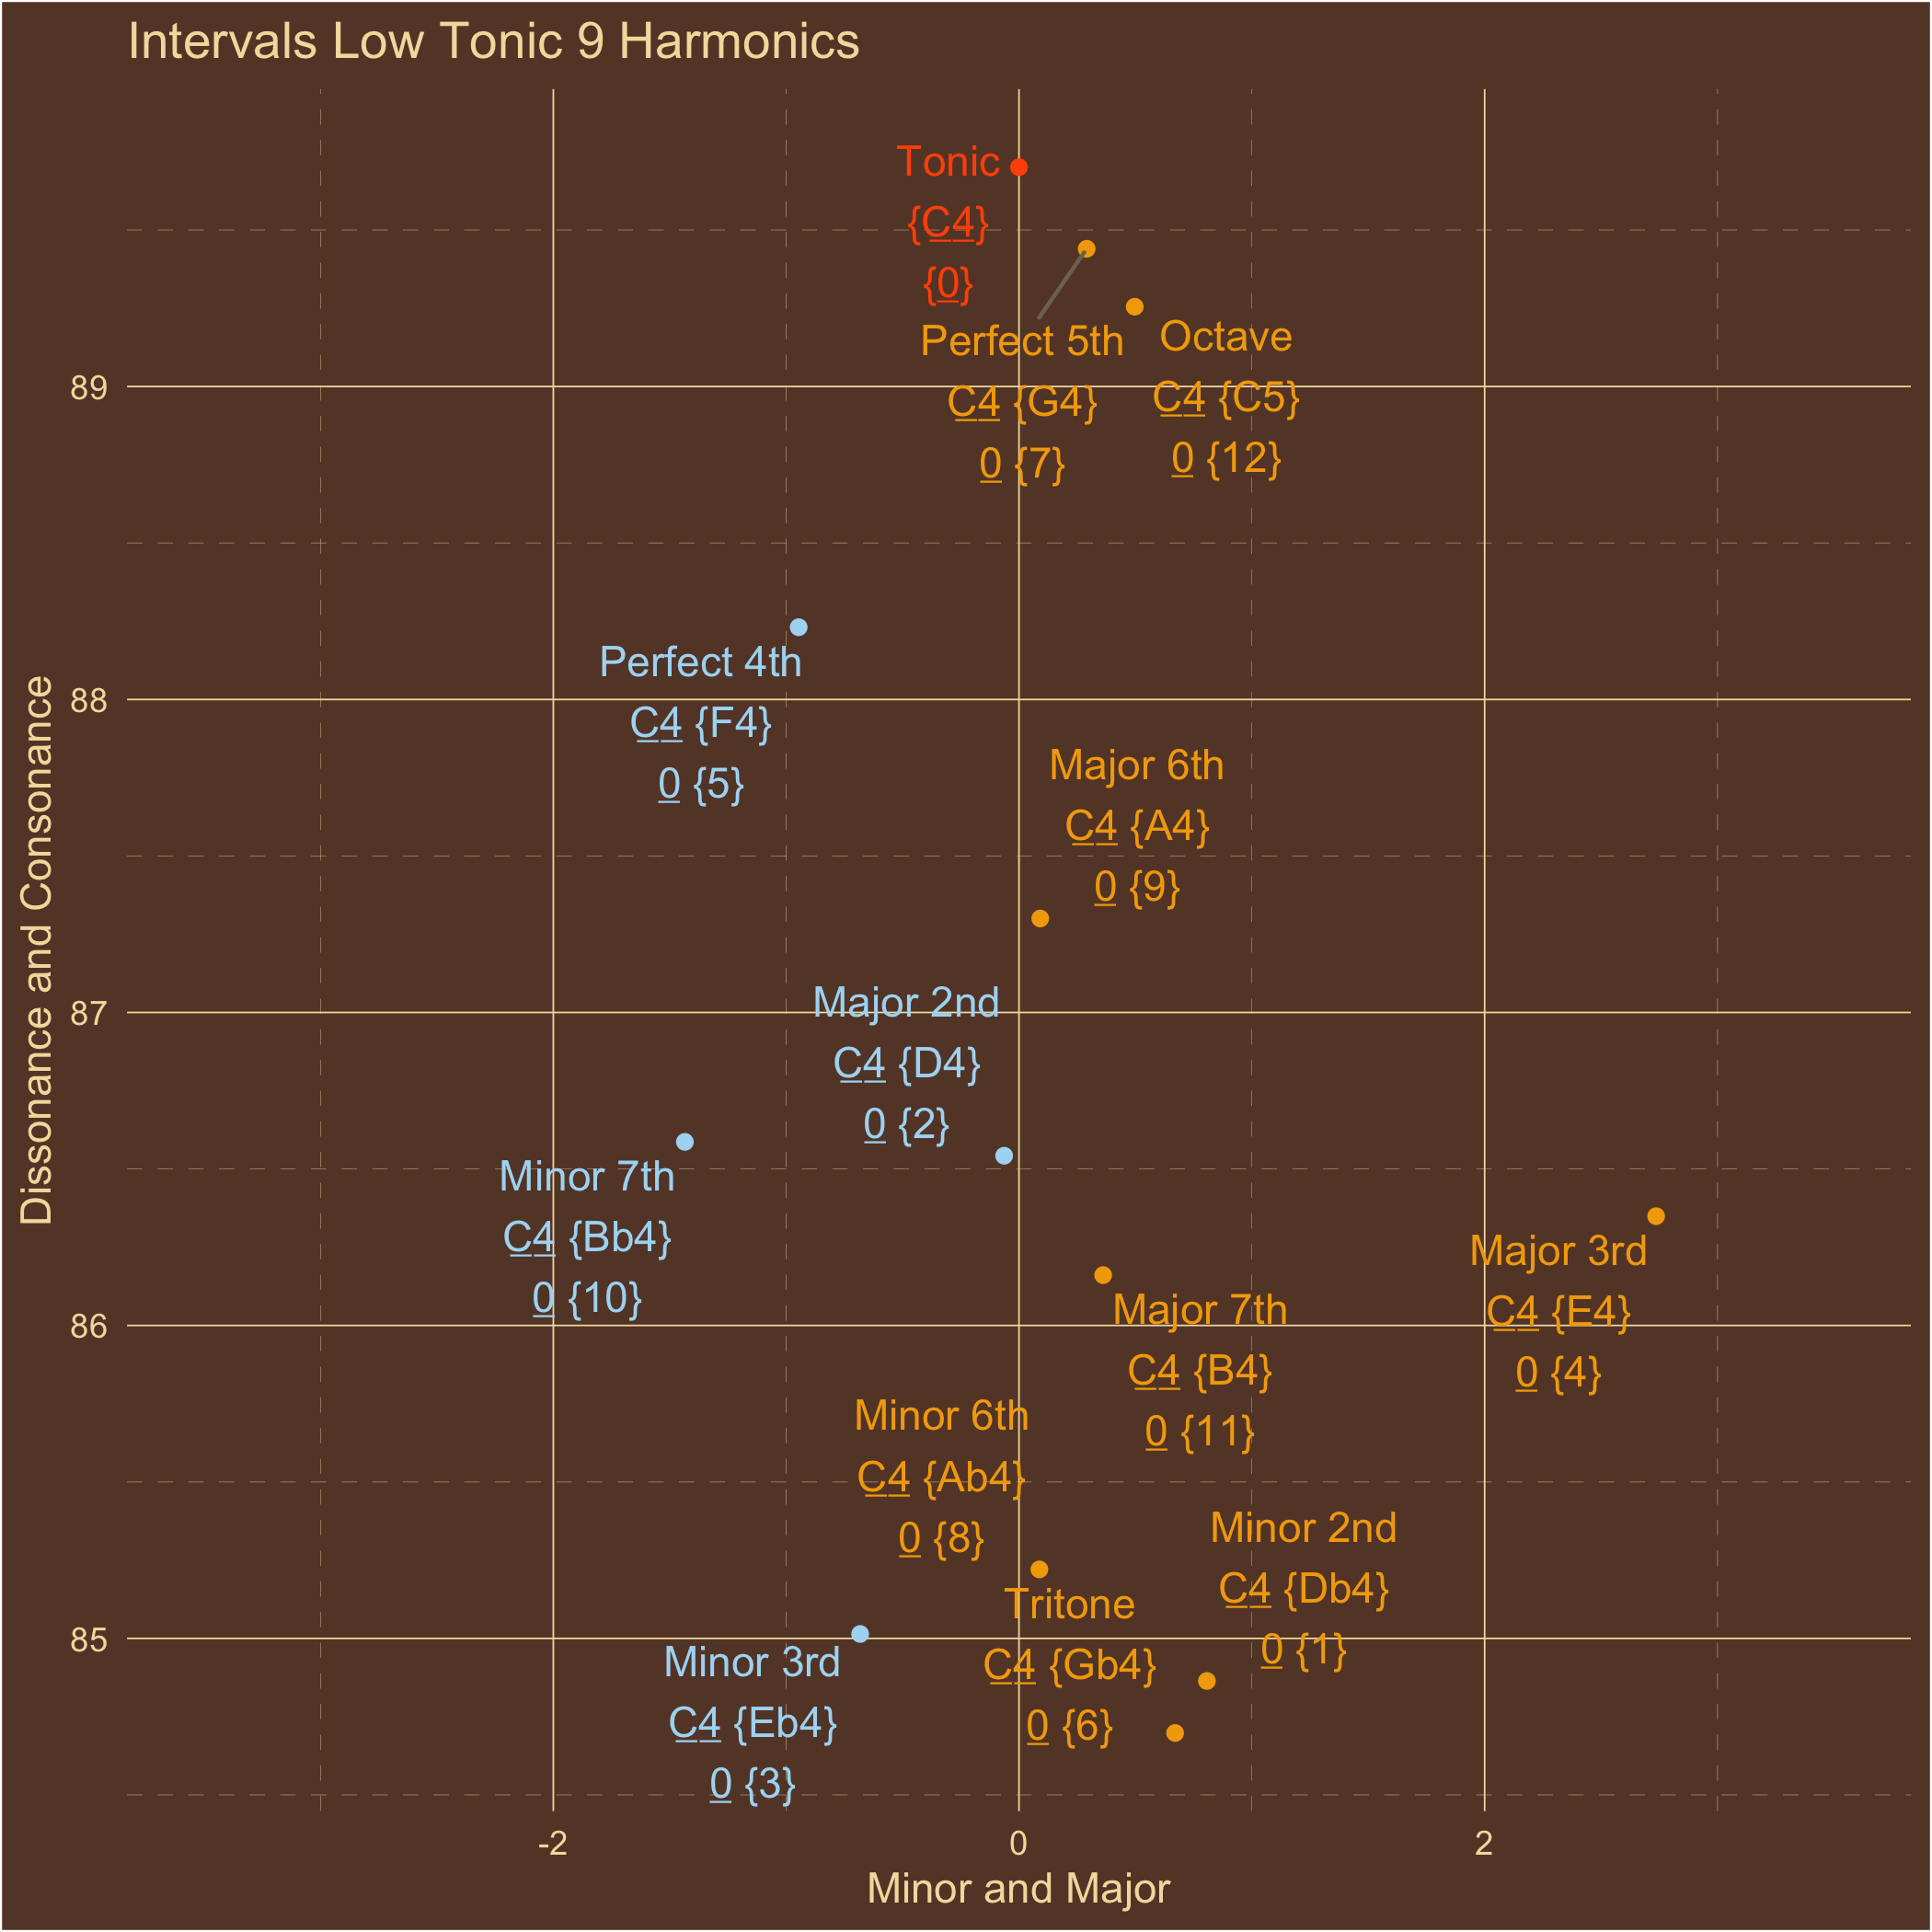 Intervals Low Tonic 9 Harmonics
Dissonance and Consonance
89
88
87
86
85
Tonic
{C4}
{0}
Perfect 5th
C4 {G4}
0 {7}
Octave
C4 {C5}
0 {12}
Perfect 4th
C4 {F4}
0 {5}
Major 6th
C4 {A4}
0 {9}
Major 2nd
C4 {D4}
0 {2}
Minor 7th
C4 {Bb4}
0 {10}
Major 3rd
C4 {E4}
0 {4}
Major 7th
C4 {B4}
0 {11}
Minor 6th
C4 {Ab4}
0 {8}
Minor 2nd
C4 {Db4}
0 {1}
Tritone
C4 {Gb4}
0 {6}
Minor 3rd
C4 {Eb4}
0 {3}
-2
0
2
Minor and Major